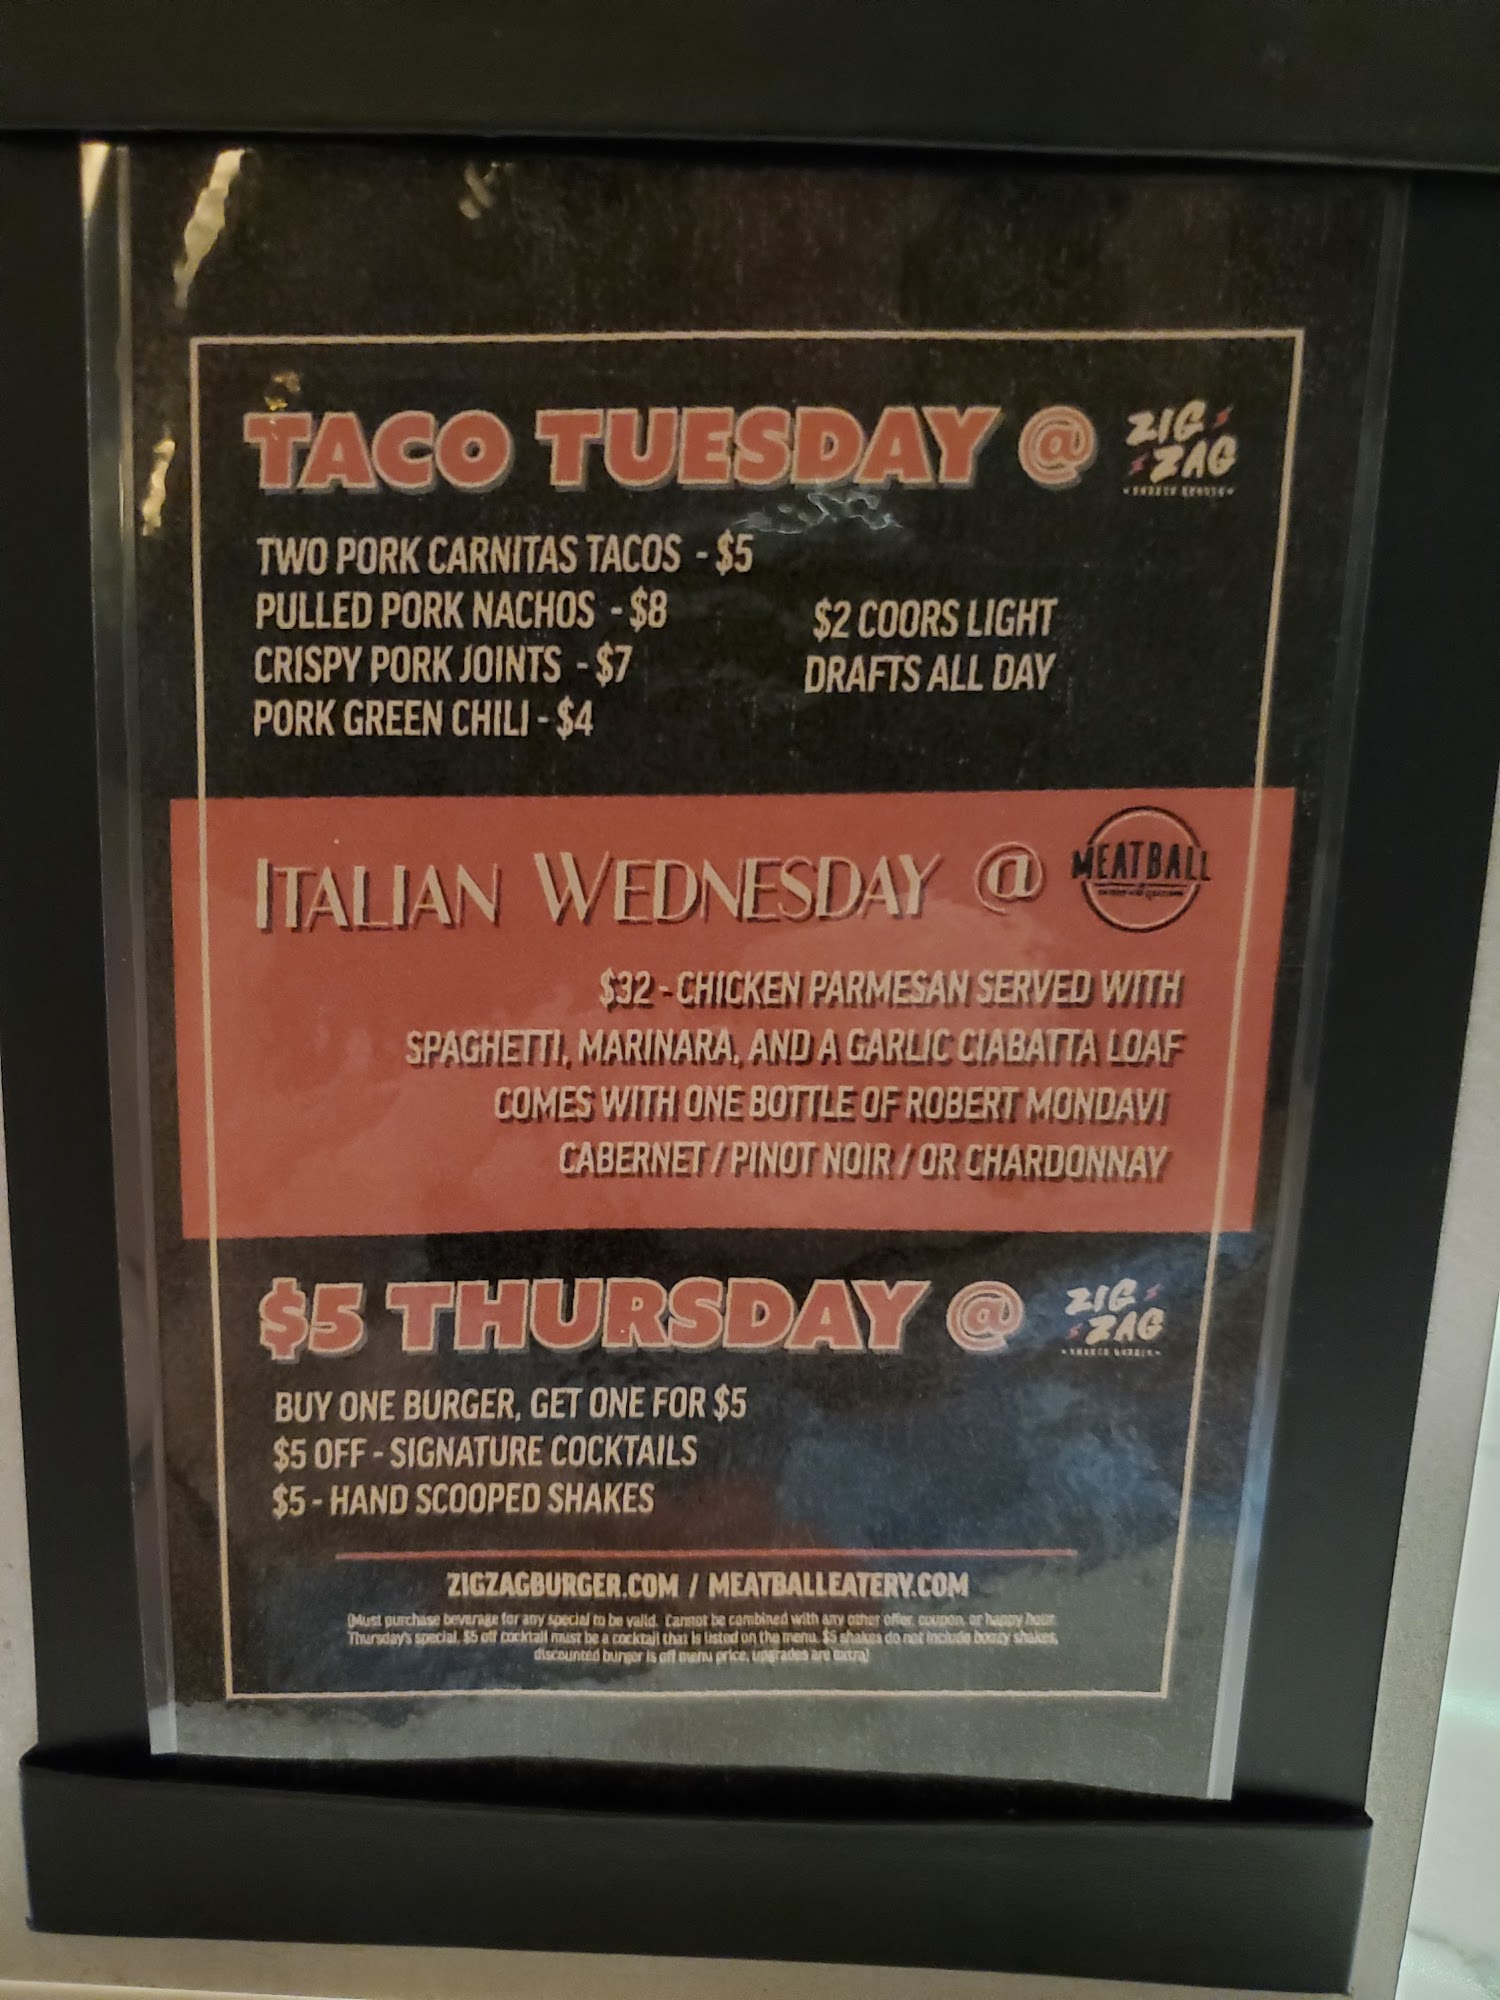 TACO TUESDAY @ ZIG ZAG
TWO PORK CARNITAS TACOS - $5
PULLED PORK NACHOS - $8
CRISPY PORK JOINTS - $7
PORK GREEN CHILI - $4
$2 COORS LIGHT
DRAFTS ALL DAY
ITALIAN WEDNESDAY @ MEATBALL
$32 - CHICKEN PARMESAN SERVED WITH
SPAGHETTI, MARINARA, AND A GARLIC CIABATTA LOAF
COMES WITH ONE BOTTLE OF ROBERT MONDAVI
CABERNET / PINOT NOIR / OR CHARDONNAY
$5 THURSDAY @ ZIG ZAG
BUY ONE BURGER, GET ONE FOR $5
$5 OFF - SIGNATURE COCKTAILS
$5 - HAND SCOOPED SHAKES
ZIGZAGBURGER.COM / MEATBALLEATERY.COM
(Must purchase beverage for any special to be valid. Cannot be combined with any other offer, coupon, or happy hour.
Thursday's special, $5 off cocktail must be a cocktail that is listed on the menu. $5 shakes do not include boozy shakes,
discounted burger is off menu price, upgrades are extra)